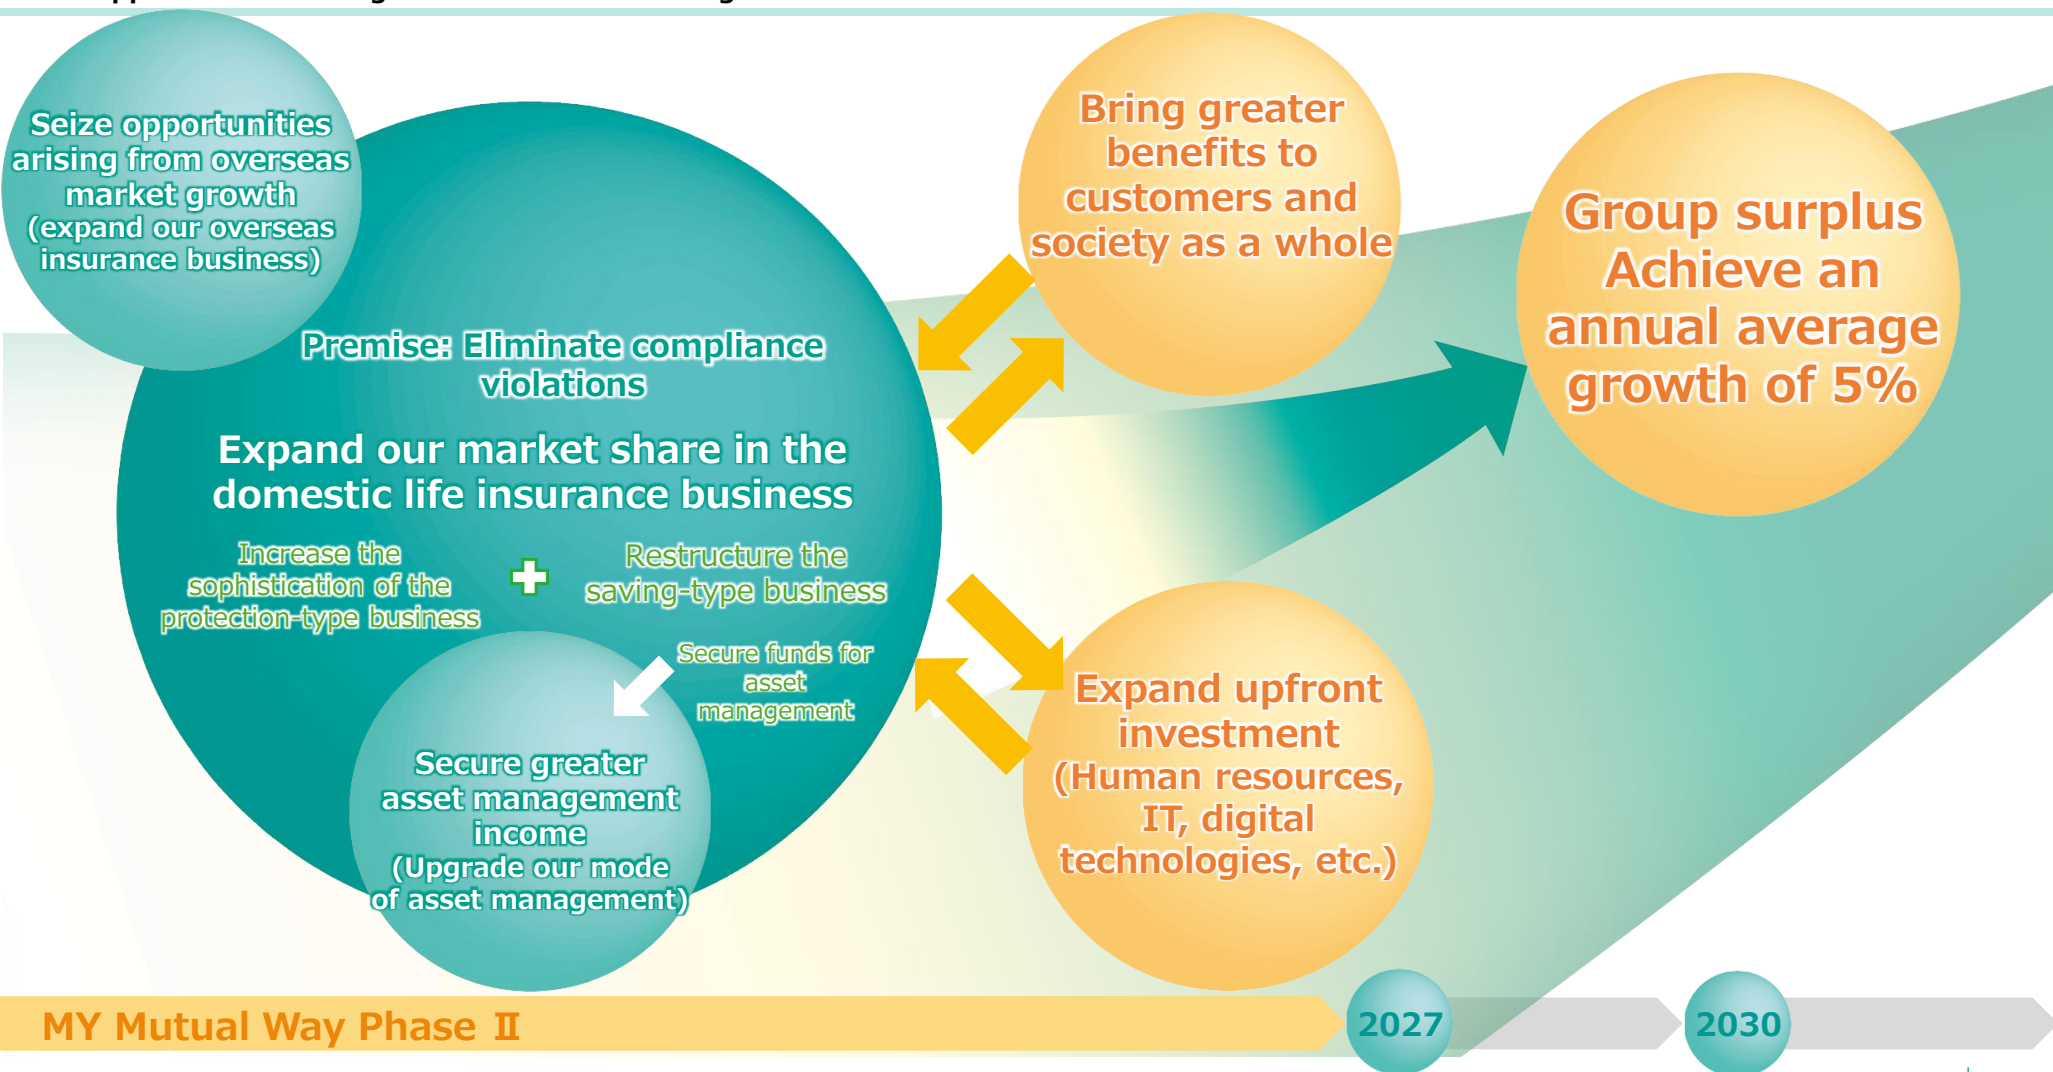 Seize opportunities
arising from overseas
market growth
(expand our overseas
insurance business)
Premise: Eliminate compliance
violations
Expand our market share in the
domestic life insurance business
Increase the
sophistication of the
protection-type business
Restructure the
saving-type business
Secure funds for
asset
management
Secure greater
asset management
income
(Upgrade our mode
of asset management)
Bring greater
benefits to
customers and
society as a whole
Expand upfront
investment
(Human resources,
IT, digital
technologies, etc.)
Group surplus
Achieve an
annual average
growth of 5%
MY Mutual Way Phase Ⅱ
2027
2030